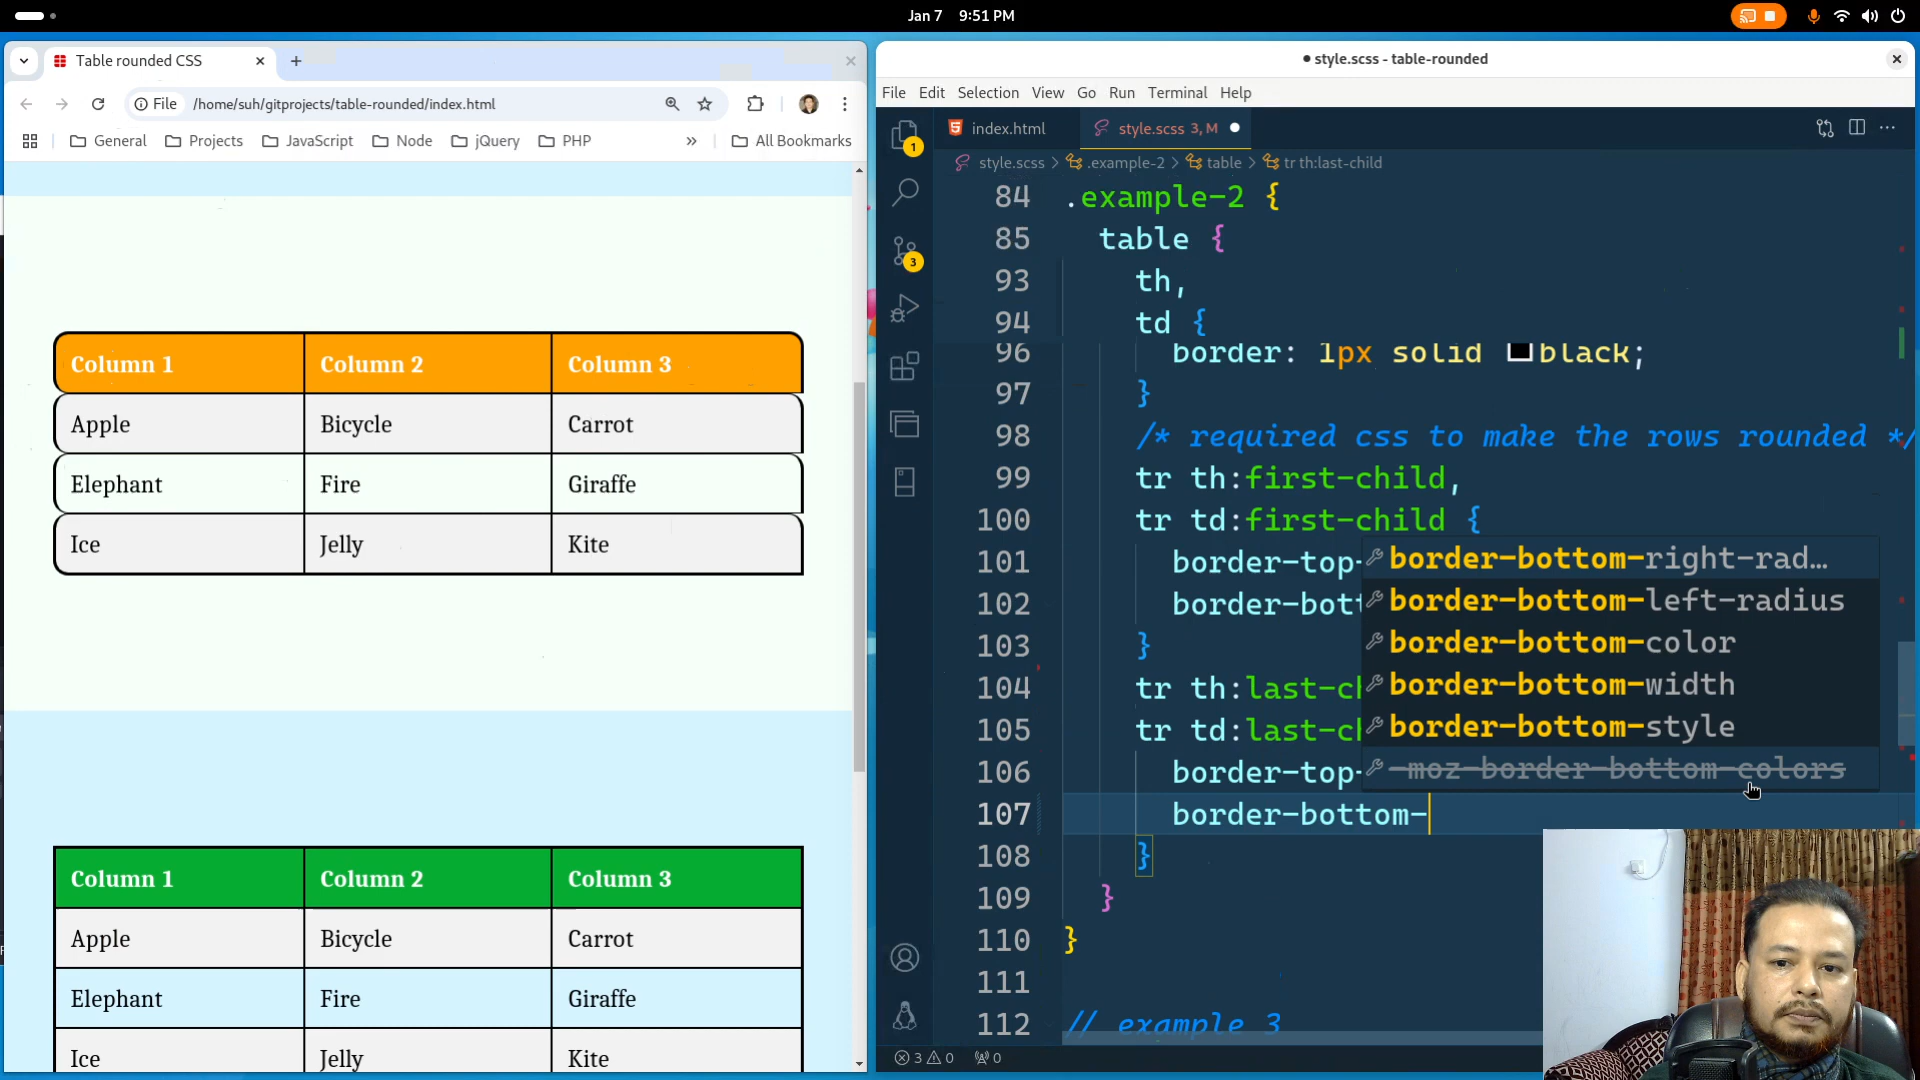 Jan 7 9:51 PM
Table rounded CSS
File /home/suh/gitprojects/table-rounded/index.html
General Projects JavaScript Node jQuery PHP » All Bookmarks
Column 1 Column 2 Column 3
Apple Bicycle Carrot
Elephant Fire Giraffe
Ice Jelly Kite
Column 1 Column 2 Column 3
Apple Bicycle Carrot
Elephant Fire Giraffe
Ice Jelly Kite
● style.scss - table-rounded
File Edit Selection View Go Run Terminal Help
index.html style.scss 3, M
style.scss > .example-2 > table > tr th:last-child
1
3
84 .example-2 {
85 table {
93 th,
94 td {
96 border: 1px solid black;
97 }
98 /* required css to make the rows rounded */
99 tr th:first-child,
100 tr td:first-child {
101 border-top-
102 border-bott
103 }
104 tr th:last-ch
105 tr td:last-ch
106 border-top-
107 border-bottom-
108 }
109 }
110 }
111
112 // example 3
border-bottom-right-rad…
border-bottom-left-radius
border-bottom-color
border-bottom-width
border-bottom-style
-moz-border-bottom-colors
3 0 0